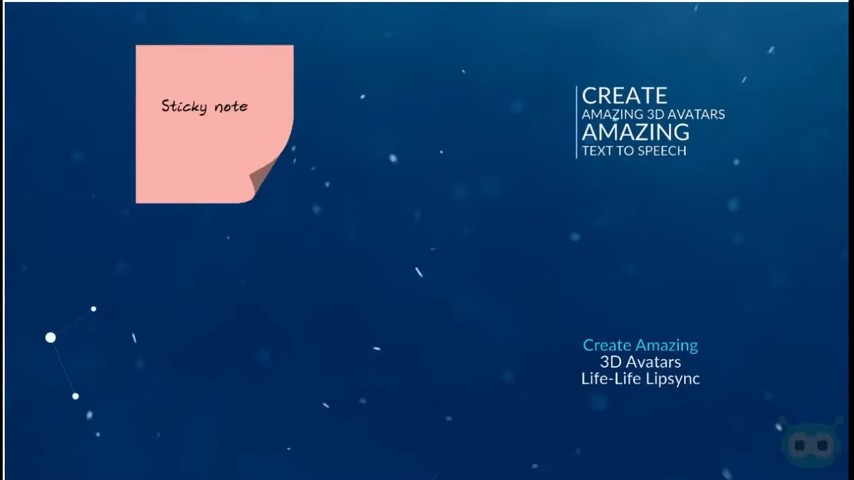 Sticky note
CREATE
AMAZING 3D AVATARS
AMAZING
TEXT TO SPEECH
Create Amazing
3D Avatars
Life-Life Lipsync